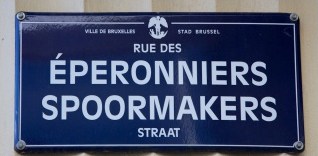 VILLE DE BRUXELLES STAD BRUSSEL
RUE DES
ÉPERONNIERS
SPOORMAKERS
STRAAT